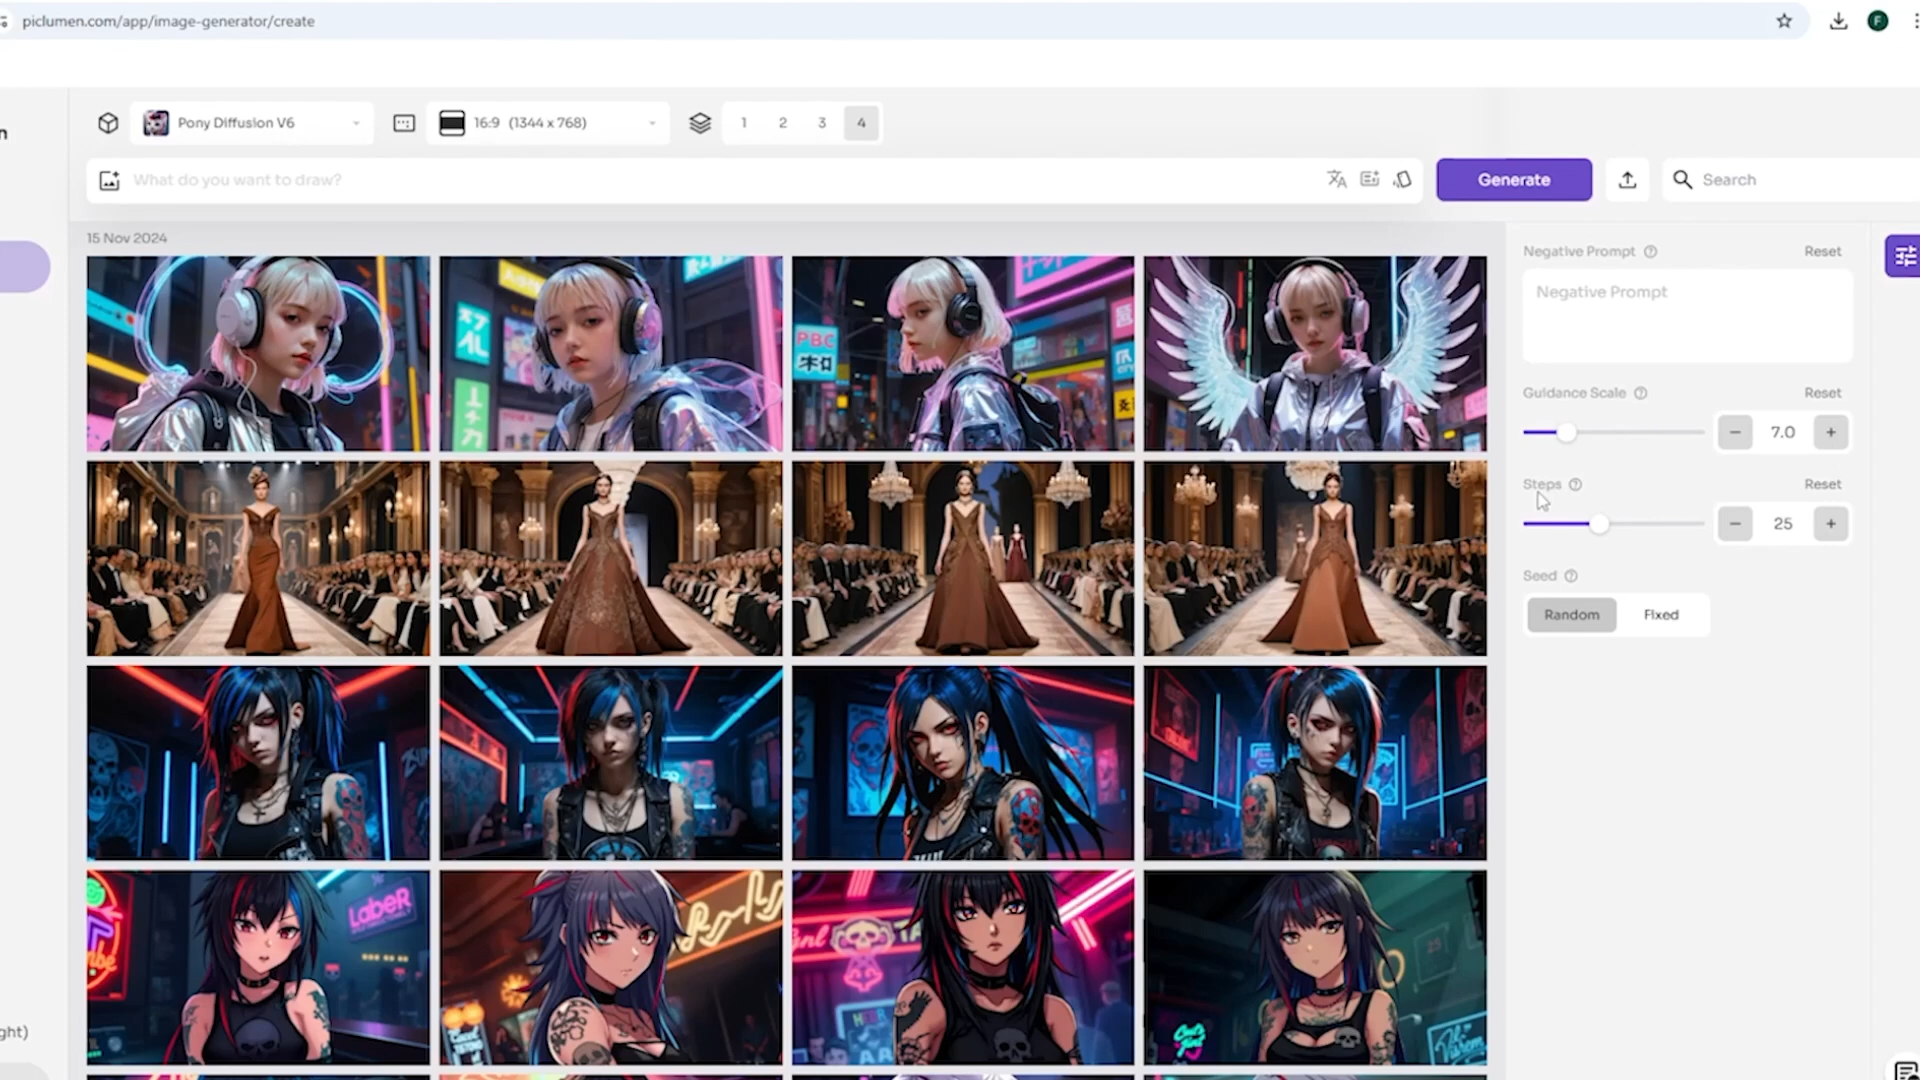 piclumen.com/app/image-generator/create
F
n
Pony Diffusion V6
16:9 (1344 x 768)
1
2
3
4
What do you want to draw?
Generate
Search
15 Nov 2024
Negative Prompt
Reset
Negative Prompt
Guidance Scale
Reset
7.0
Steps
Reset
25
Seed
Random
Fixed
PBC
LabeR
ght)